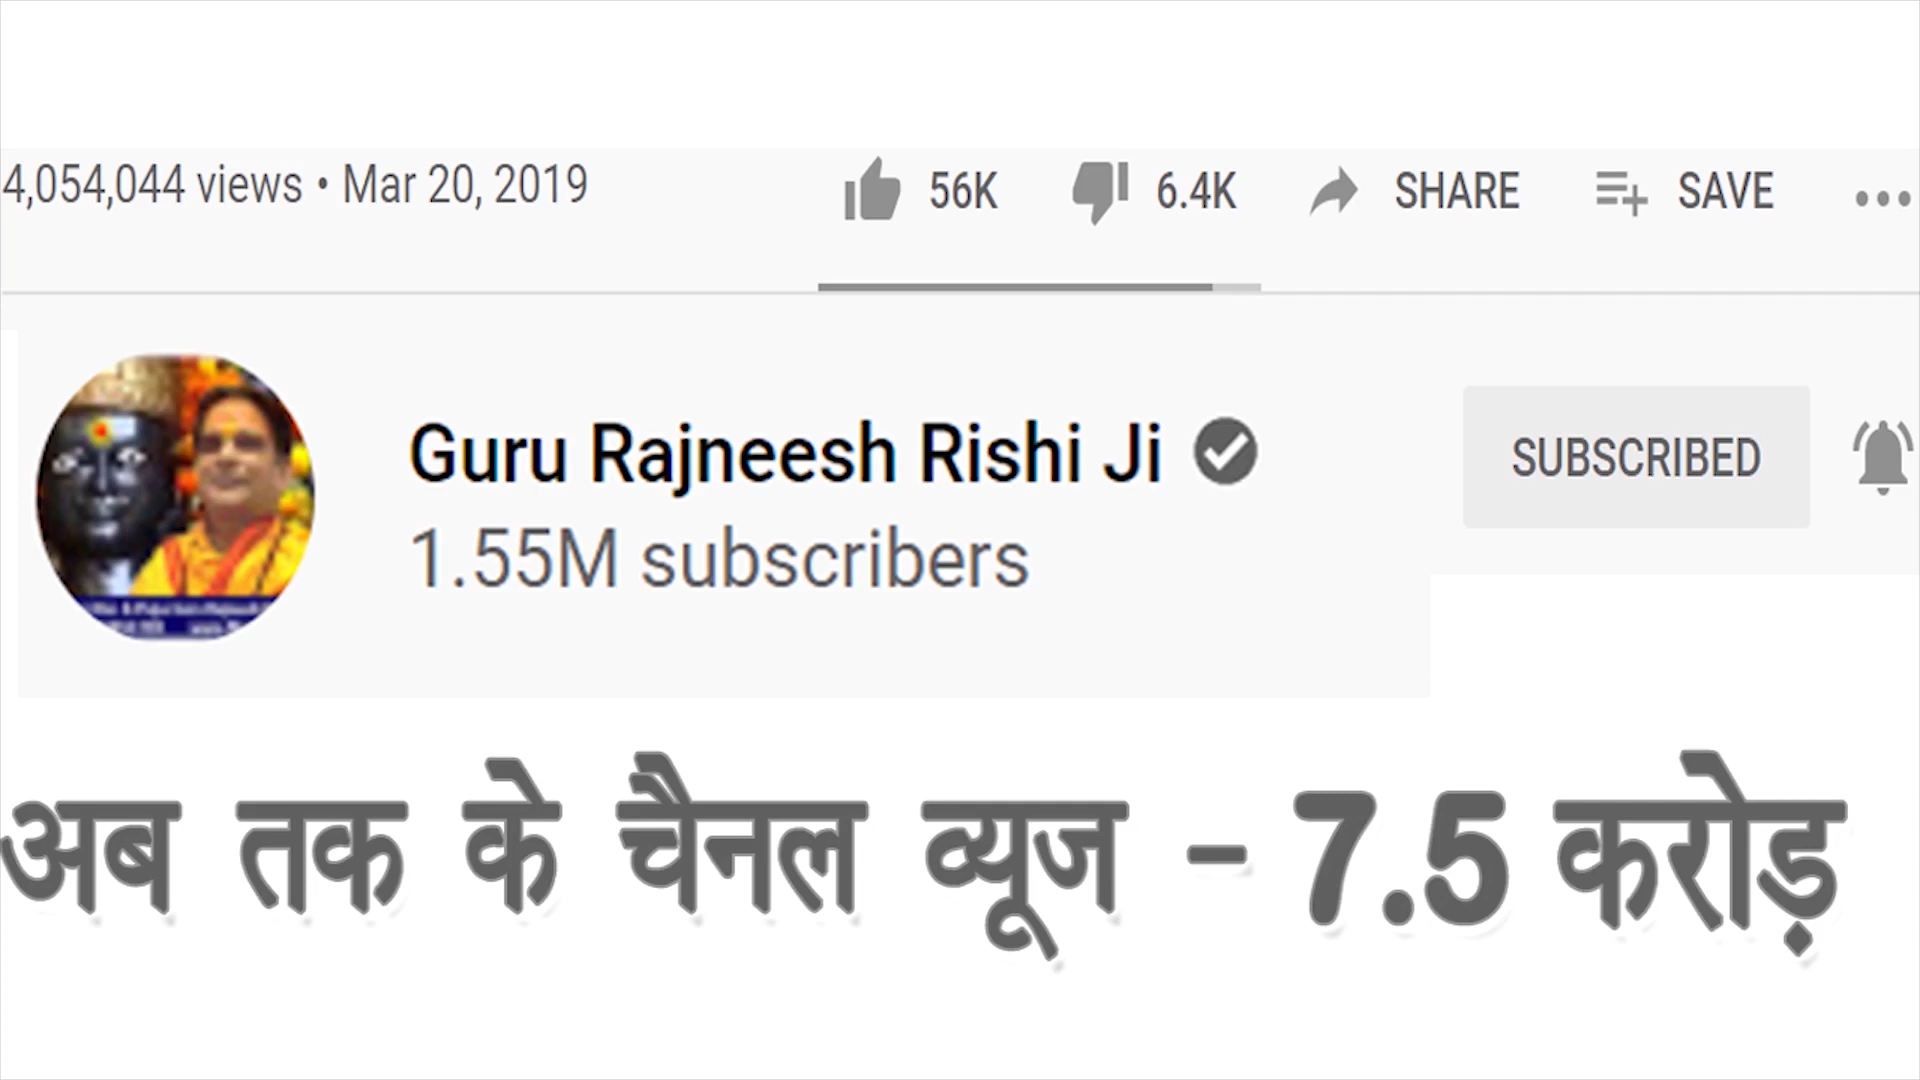 4,054,044 views • Mar 20, 2019 56K 6.4K SHARE SAVE
Guru Rajneesh Rishi Ji
1.55M subscribers
SUBSCRIBED
अब तक के चैनल व्यूज - 7.5 करोड़